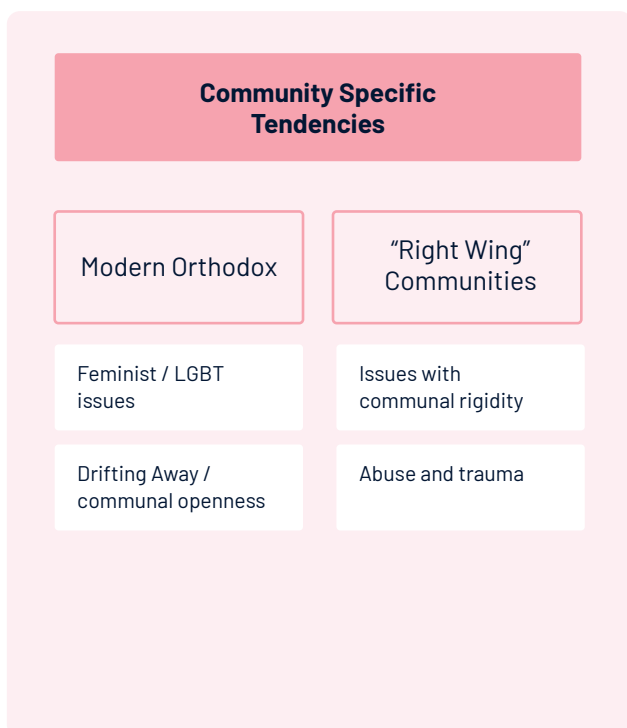 Community Specific
Tendencies
Modern Orthodox
“Right Wing”
Communities
Feminist / LGBT
issues
Issues with
communal rigidity
Drifting Away /
communal openness
Abuse and trauma